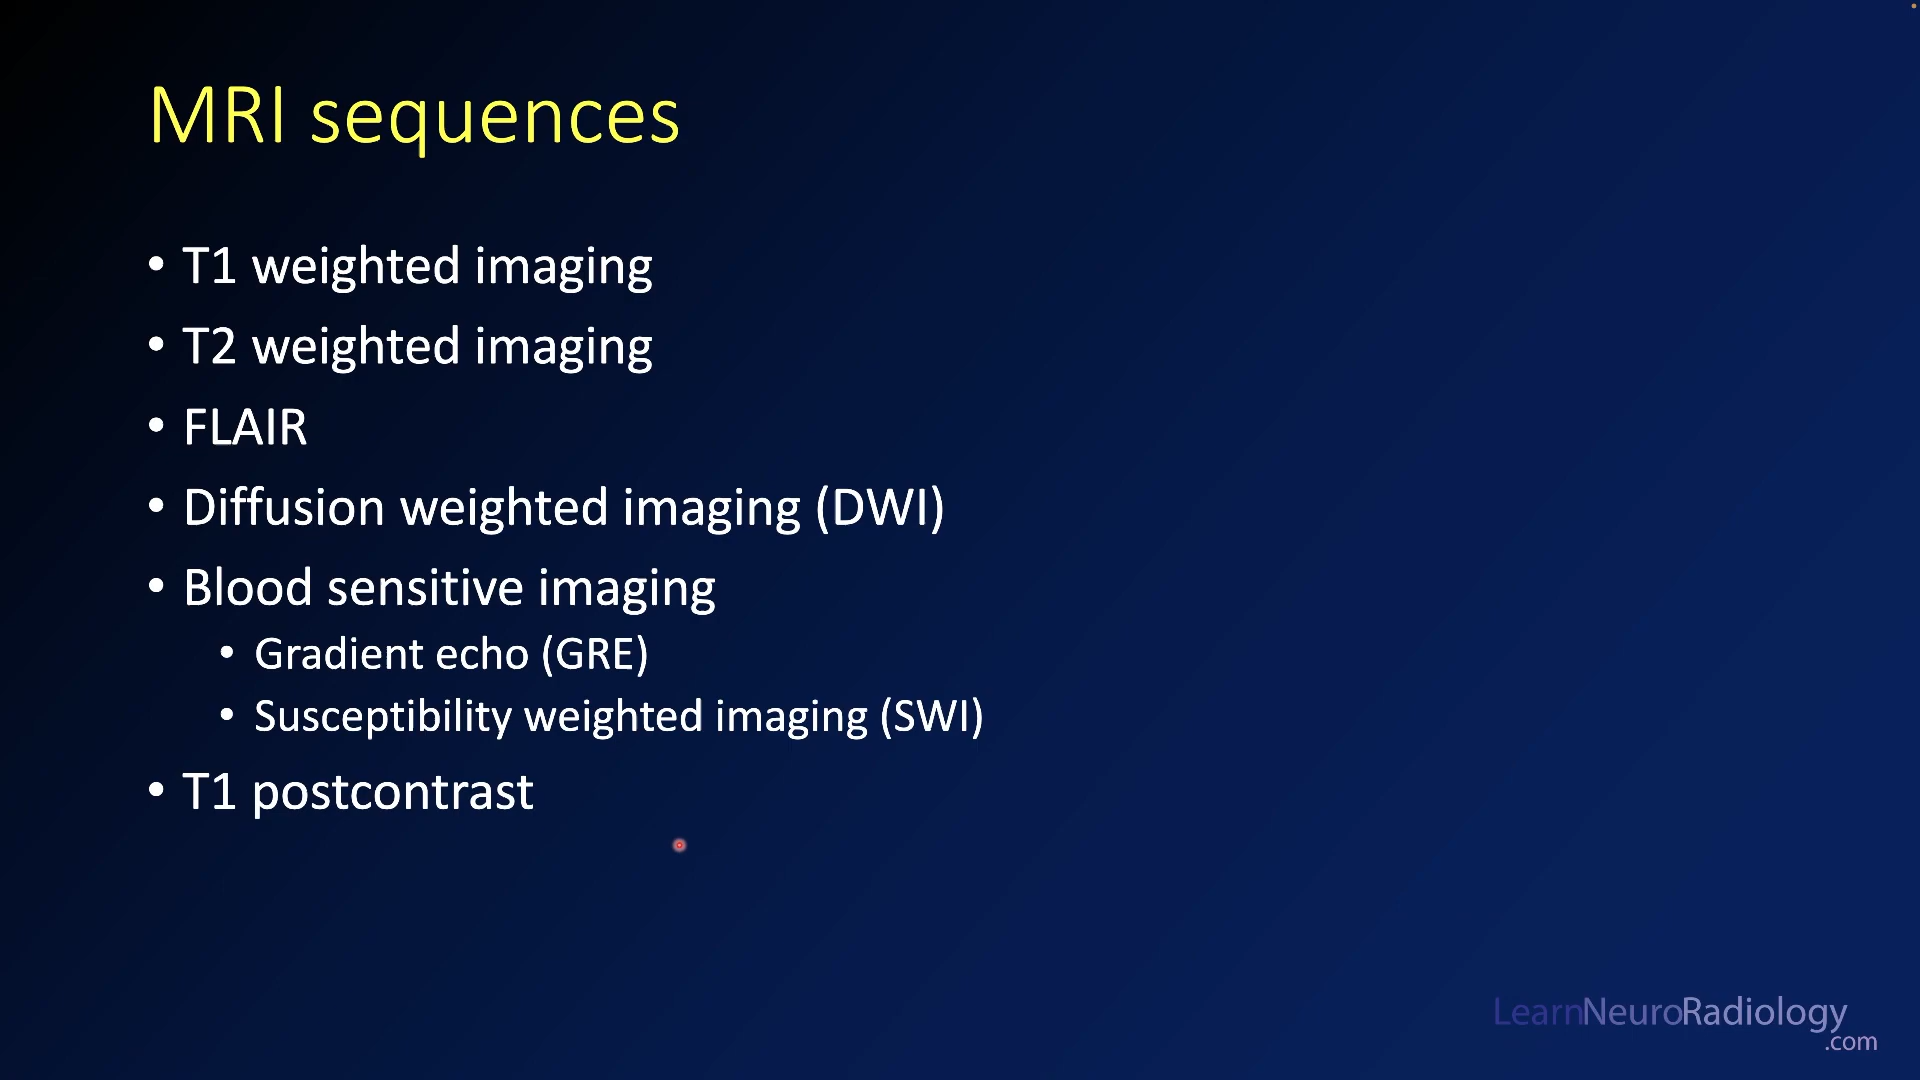 MRI sequences
• T1 weighted imaging
• T2 weighted imaging
• FLAIR
• Diffusion weighted imaging (DWI)
• Blood sensitive imaging
• Gradient echo (GRE)
• Susceptibility weighted imaging (SWI)
• T1 postcontrast
LearnNeuroRadiology
.com